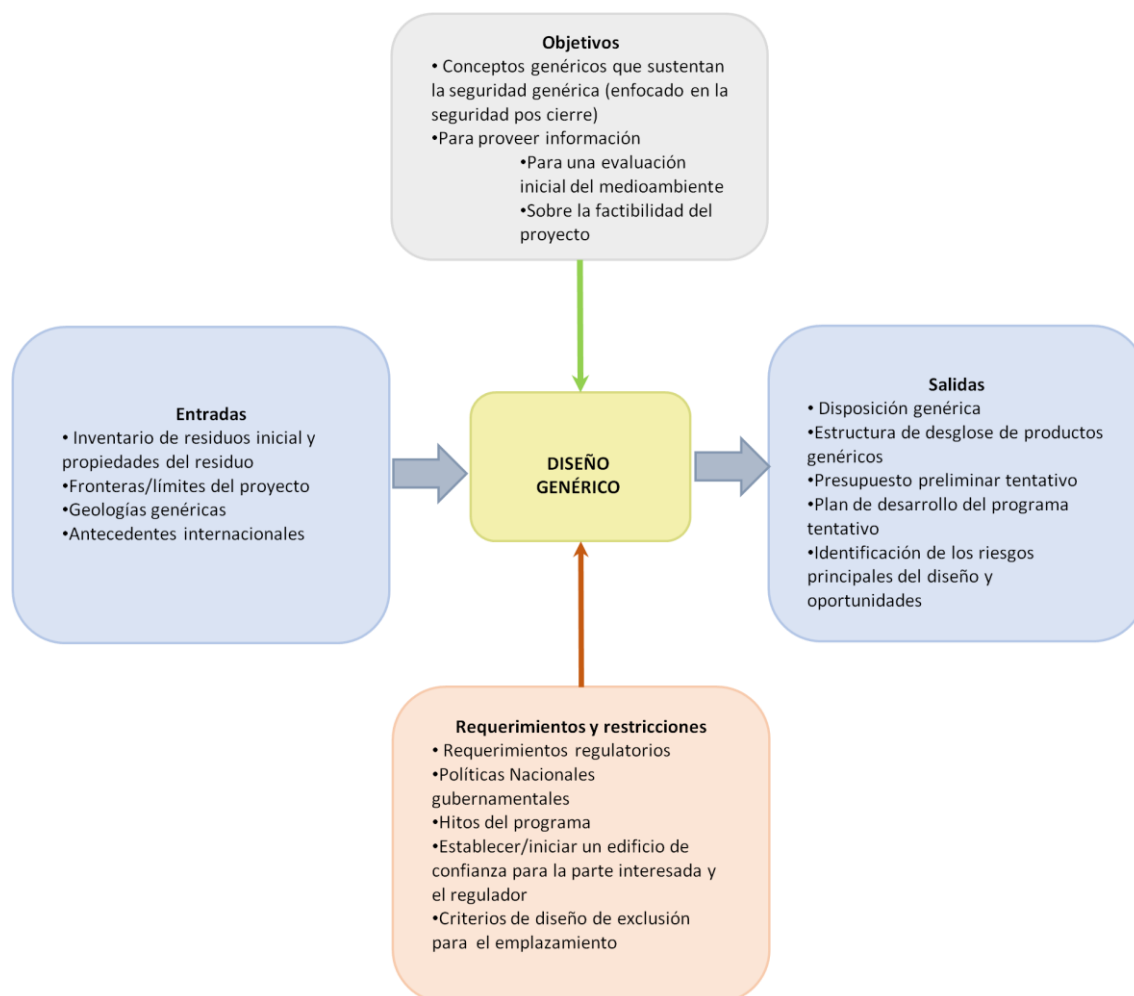 Objetivos
• Conceptos genéricos que sustentan
la seguridad genérica (enfocado en la
seguridad pos cierre)
•Para proveer información
•Para una evaluación
inicial del medioambiente
•Sobre la factibilidad del
proyecto
Entradas
• Inventario de residuos inicial y
propiedades del residuo
•Fronteras/límites del proyecto
•Geologías genéricas
•Antecedentes internacionales
DISEÑO
GENÉRICO
Salidas
• Disposición genérica
•Estructura de desglose de productos
genéricos
•Presupuesto preliminar tentativo
•Plan de desarrollo del programa
tentativo
•Identificación de los riesgos
principales del diseño y
oportunidades
Requerimientos y restricciones
• Requerimientos regulatorios
•Políticas Nacionales
gubernamentales
•Hitos del programa
•Establecer/iniciar un edificio de
confianza para la parte interesada y
el regulador
•Criterios de diseño de exclusión
para el emplazamiento